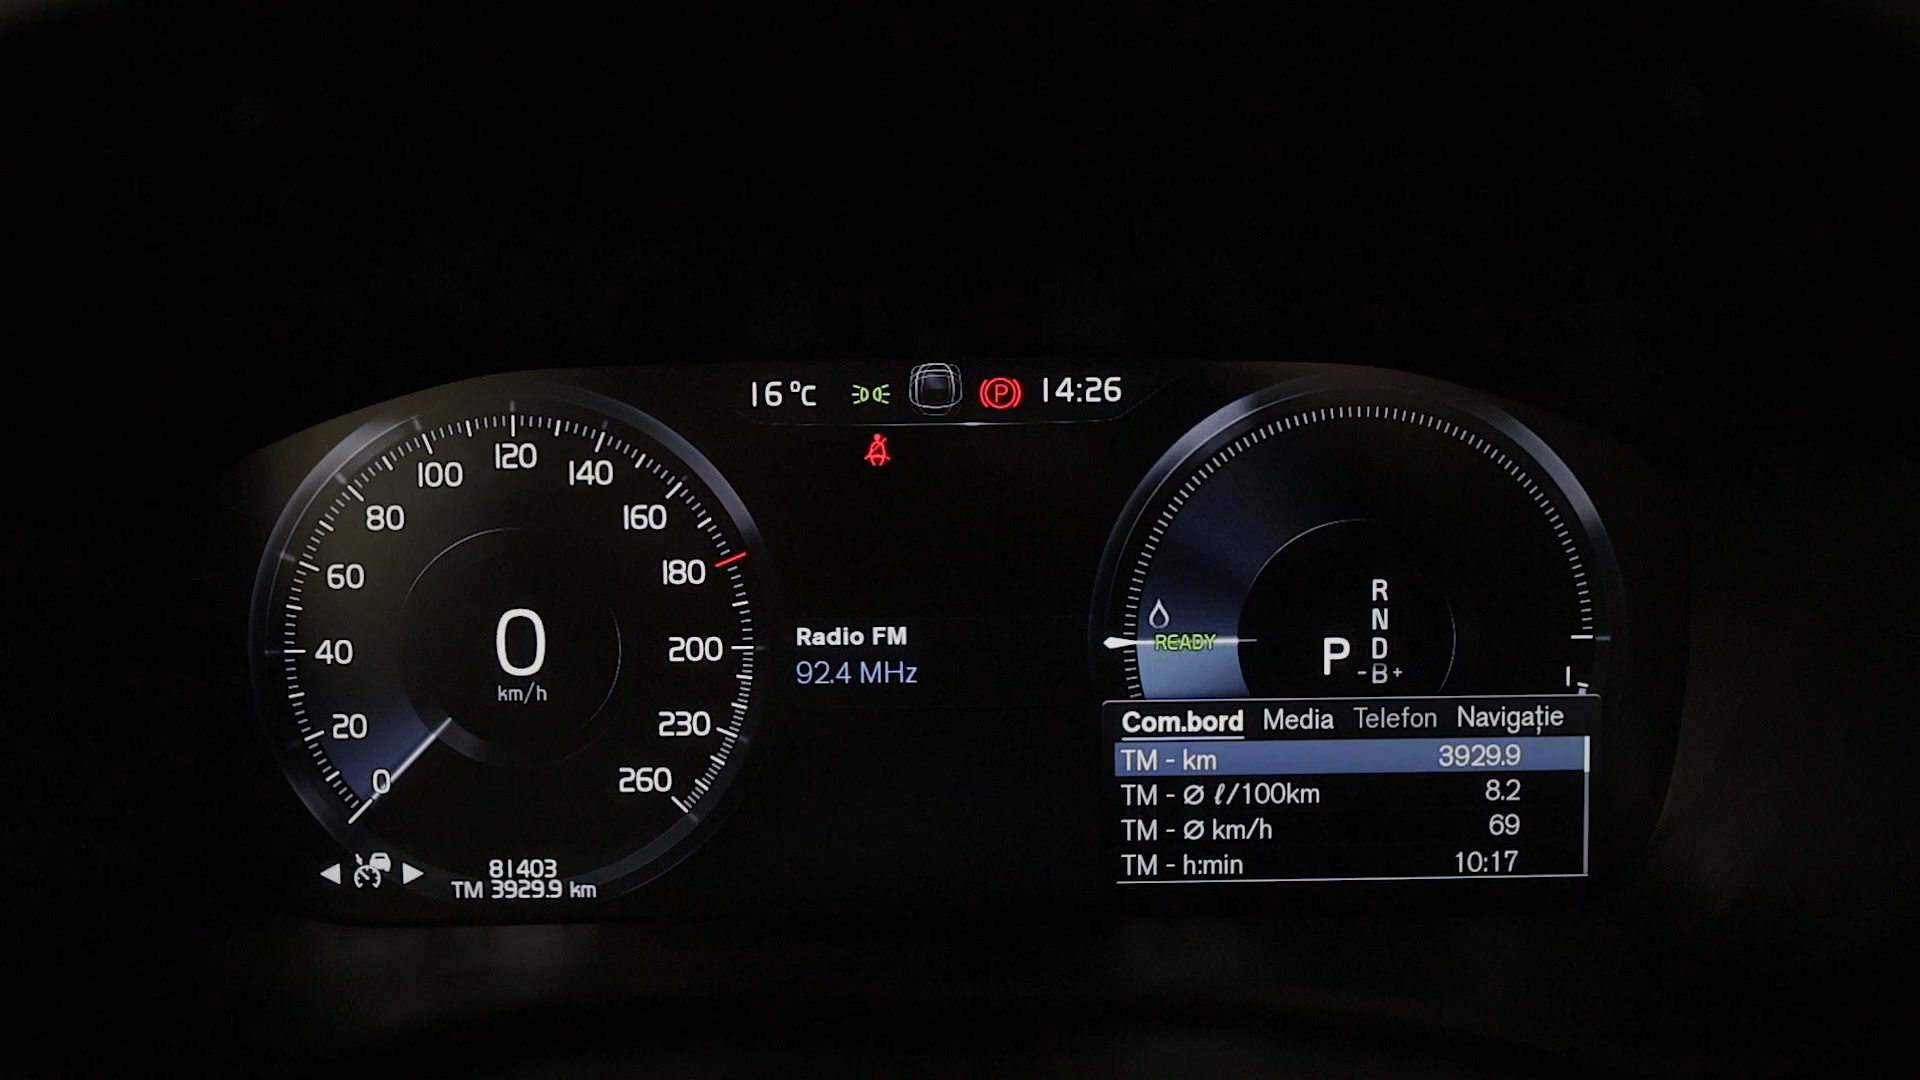 16°C
14:26
P
0
20
40
60
80
100
120
140
160
180
200
230
260
0
km/h
81403
TM 3929.9 km
Radio FM
92.4 MHz
READY
R
N
D
P
-B+
Com.bord Media Telefon Navigație
TM - km 3929.9
TM - Ø ℓ/100km 8.2
TM - Ø km/h 69
TM - h:min 10:17